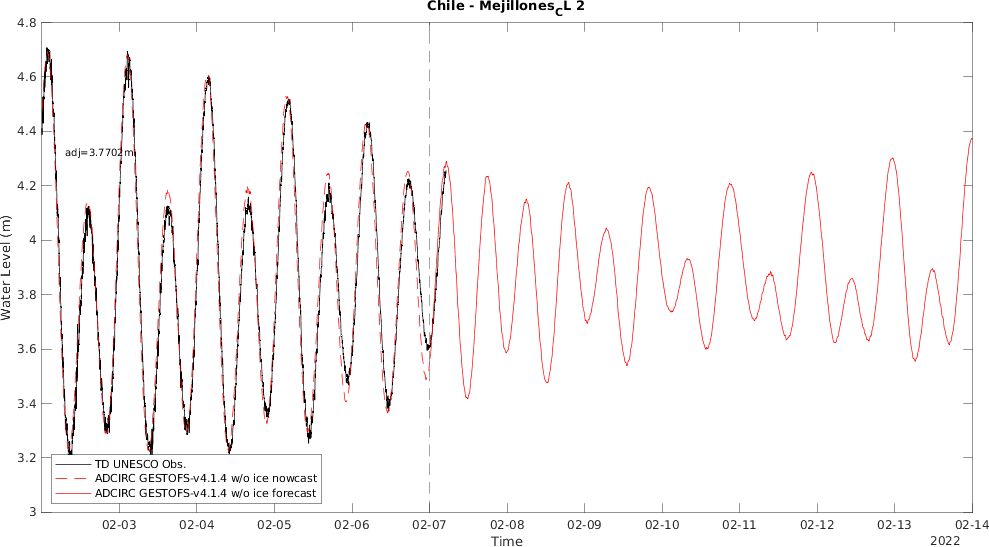 Chile - Mejillones_CL 2
4.8
4.6
4.4
4.2
4
3.8
3.6
3.4
3.2
3
Water Level (m)
adj=3.7702m
TD UNESCO Obs.
ADCIRC GESTOFS-v4.1.4 w/o ice nowcast
ADCIRC GESTOFS-v4.1.4 w/o ice forecast
02-03 02-04 02-05 02-06 02-07 02-08 02-09 02-10 02-11 02-12 02-13 02-14
Time
2022